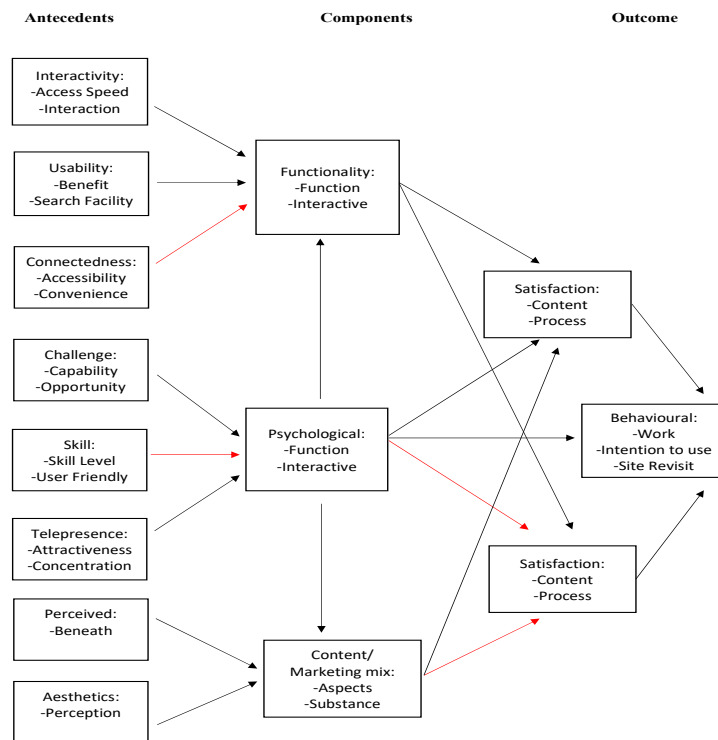 Antecedents
Components
Outcome
Interactivity:
-Access Speed
-Interaction
Usability:
-Benefit
-Search Facility
Connectedness:
-Accessibility
-Convenience
Challenge:
-Capability
-Opportunity
Skill:
-Skill Level
-User Friendly
Telepresence:
-Attractiveness
-Concentration
Perceived:
-Beneath
Aesthetics:
-Perception
Functionality:
-Function
-Interactive
Psychological:
-Function
-Interactive
Content/
Marketing mix:
-Aspects
-Substance
Satisfaction:
-Content
-Process
Satisfaction:
-Content
-Process
Behavioural:
-Work
-Intention to use
-Site Revisit